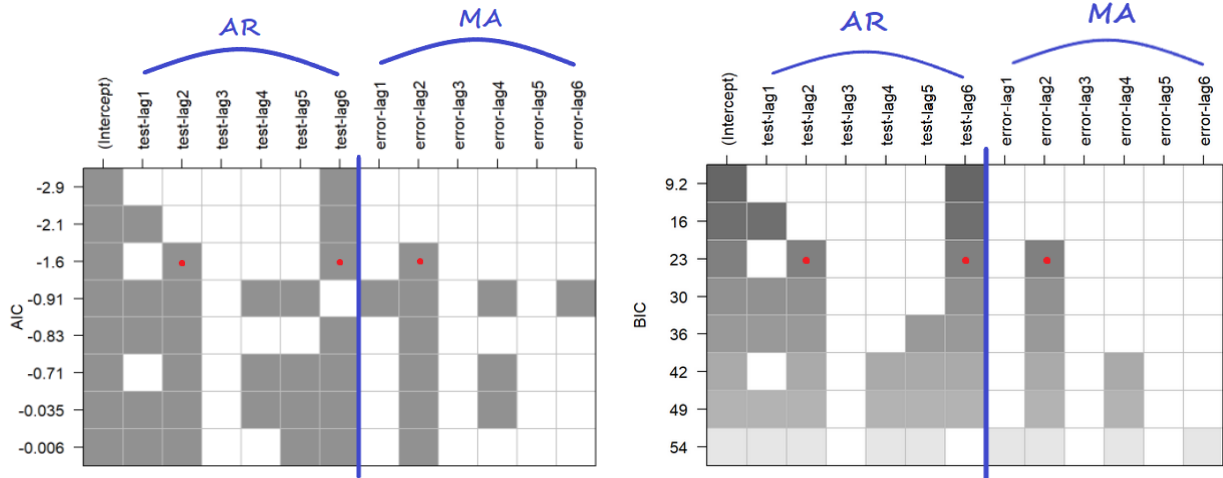 AR
MA
(Intercept)
test-lag1
test-lag2
test-lag3
test-lag4
test-lag5
test-lag6
error-lag1
error-lag2
error-lag3
error-lag4
error-lag5
error-lag6
AIC
-2.9
-2.1
-1.6
-0.91
-0.83
-0.71
-0.035
-0.006
AR
MA
(Intercept)
test-lag1
test-lag2
test-lag3
test-lag4
test-lag5
test-lag6
error-lag1
error-lag2
error-lag3
error-lag4
error-lag5
error-lag6
BIC
9.2
16
23
30
36
42
49
54